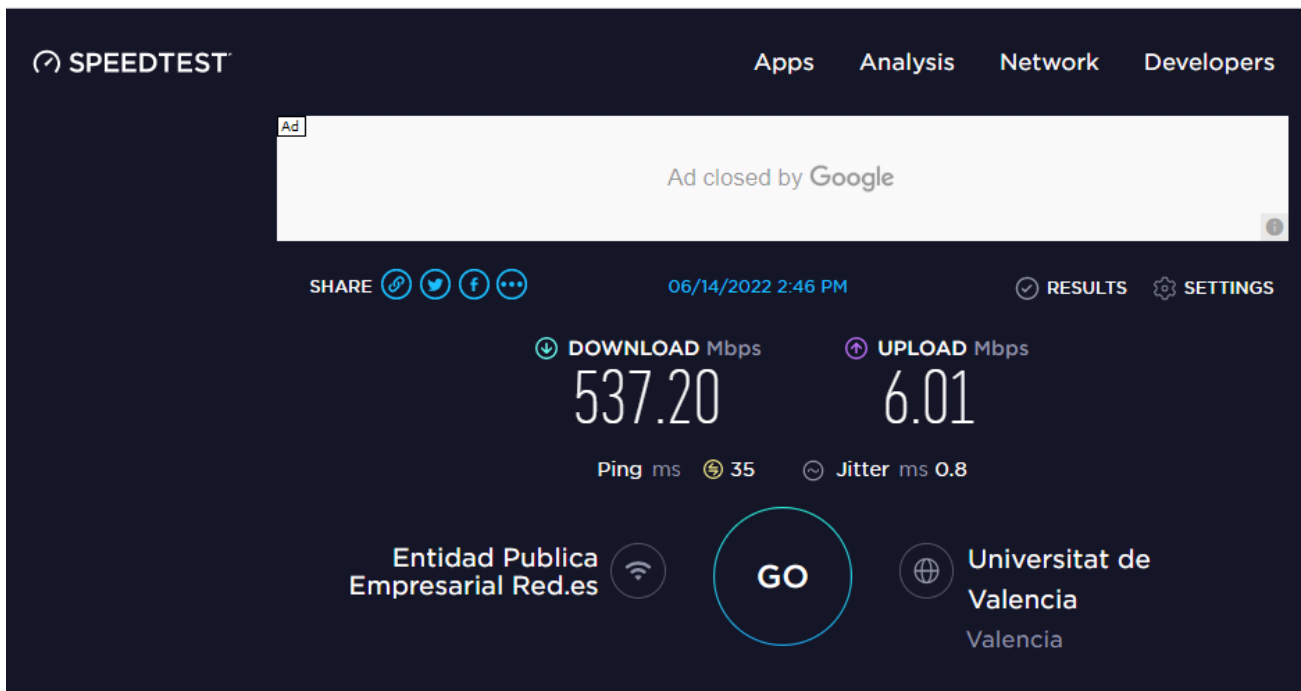 SPEEDTEST
Apps Analysis Network Developers
Ad
Ad closed by Google
SHARE 06/14/2022 2:46 PM RESULTS SETTINGS
DOWNLOAD Mbps UPLOAD Mbps
537.20 6.01
Ping ms 35 Jitter ms 0.8
Entidad Publica
Empresarial Red.es
GO
Universitat de
Valencia
Valencia